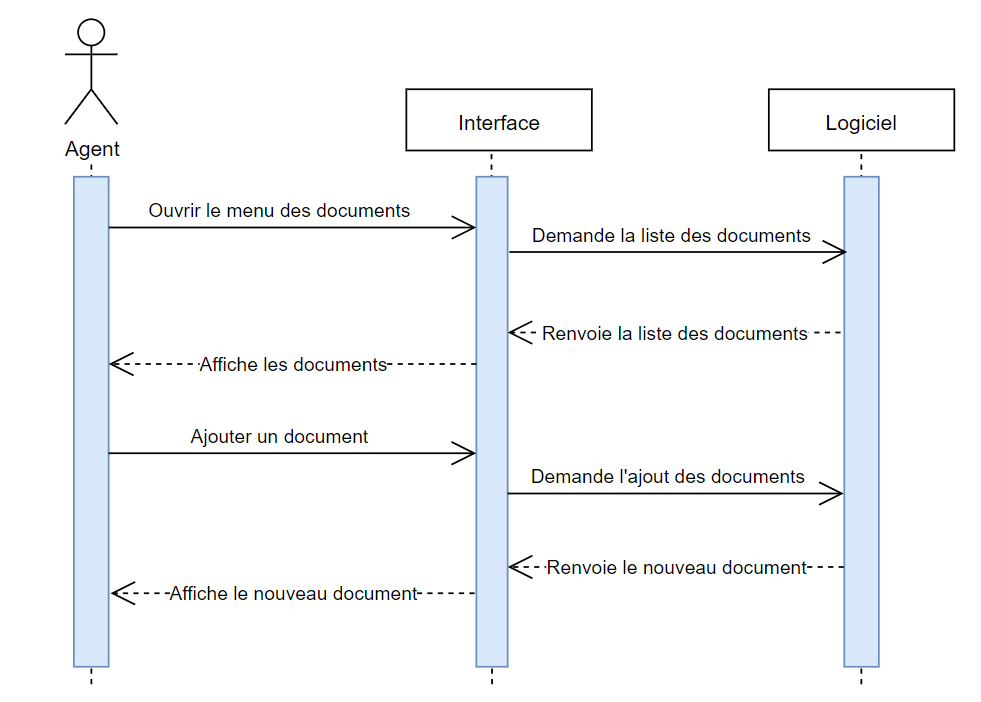 Agent
Interface
Logiciel
Ouvrir le menu des documents
Demande la liste des documents
Renvoie la liste des documents
Affiche les documents
Ajouter un document
Demande l'ajout des documents
Renvoie le nouveau document
Affiche le nouveau document